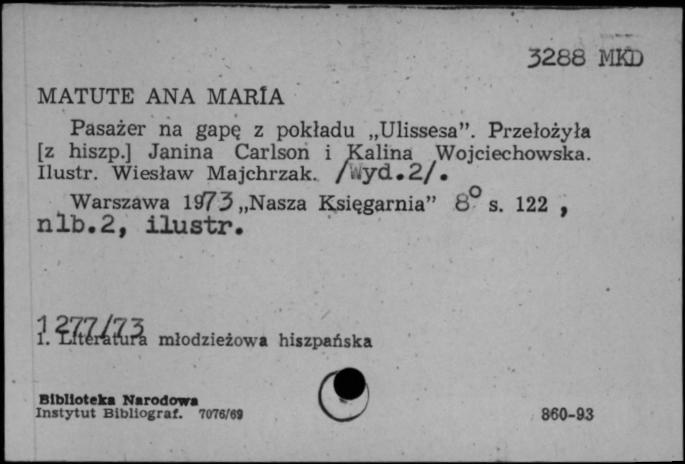 3288 MKD
MATUTE ANA MARÍA
Pasażer na gapę z pokładu „Ulissesa”. Przełożyła
[z hiszp.] Janina Carlson i Kalina Wojciechowska.
Ilustr. Wiesław Majchrzak. /Wyd.2/.
Warszawa 1973 „Nasza Księgarnia” 8° s. 122 ,
nlb.2, ilustr.
1277/73
1. Literatura młodzieżowa hiszpańska
Biblioteka Narodowa
Instytut Bibliograf. 7076/69
860-93